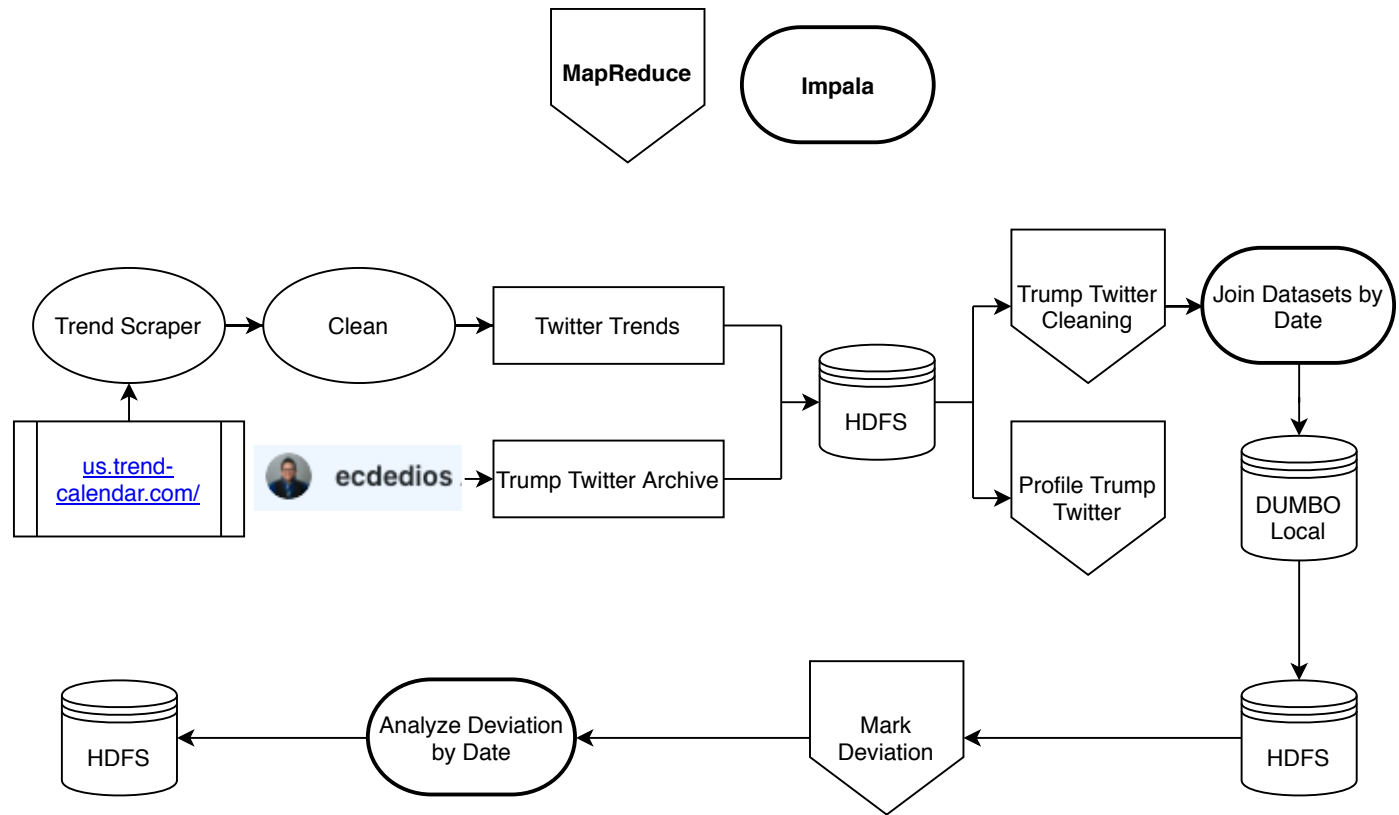 MapReduce
Impala
Trend Scraper
Clean
Twitter Trends
Trump Twitter
Cleaning
Join Datasets by
Date
HDFS
us.trend-
calendar.com/
ecdedios
Trump Twitter Archive
Profile Trump
Twitter
DUMBO
Local
HDFS
Analyze Deviation
by Date
Mark
Deviation
HDFS